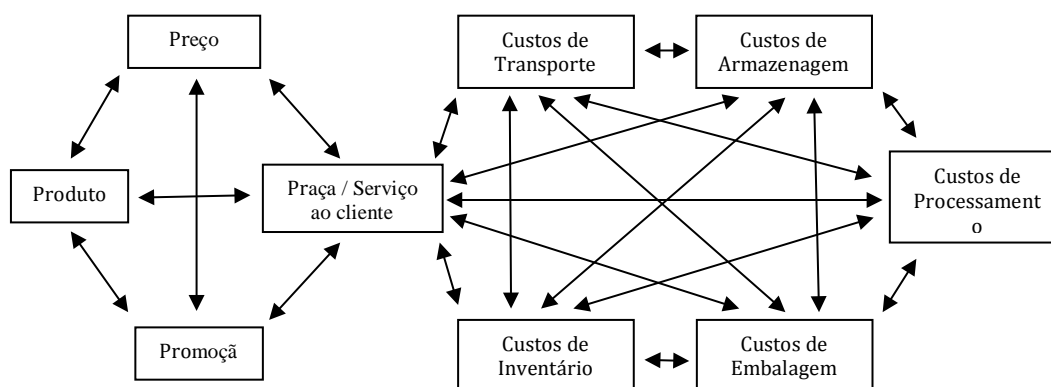 Preço
Produto
Promoçã
Praça / Serviço
ao cliente
Custos de
Transporte
Custos de
Armazenagem
Custos de
Processament
o
Custos de
Inventário
Custos de
Embalagem